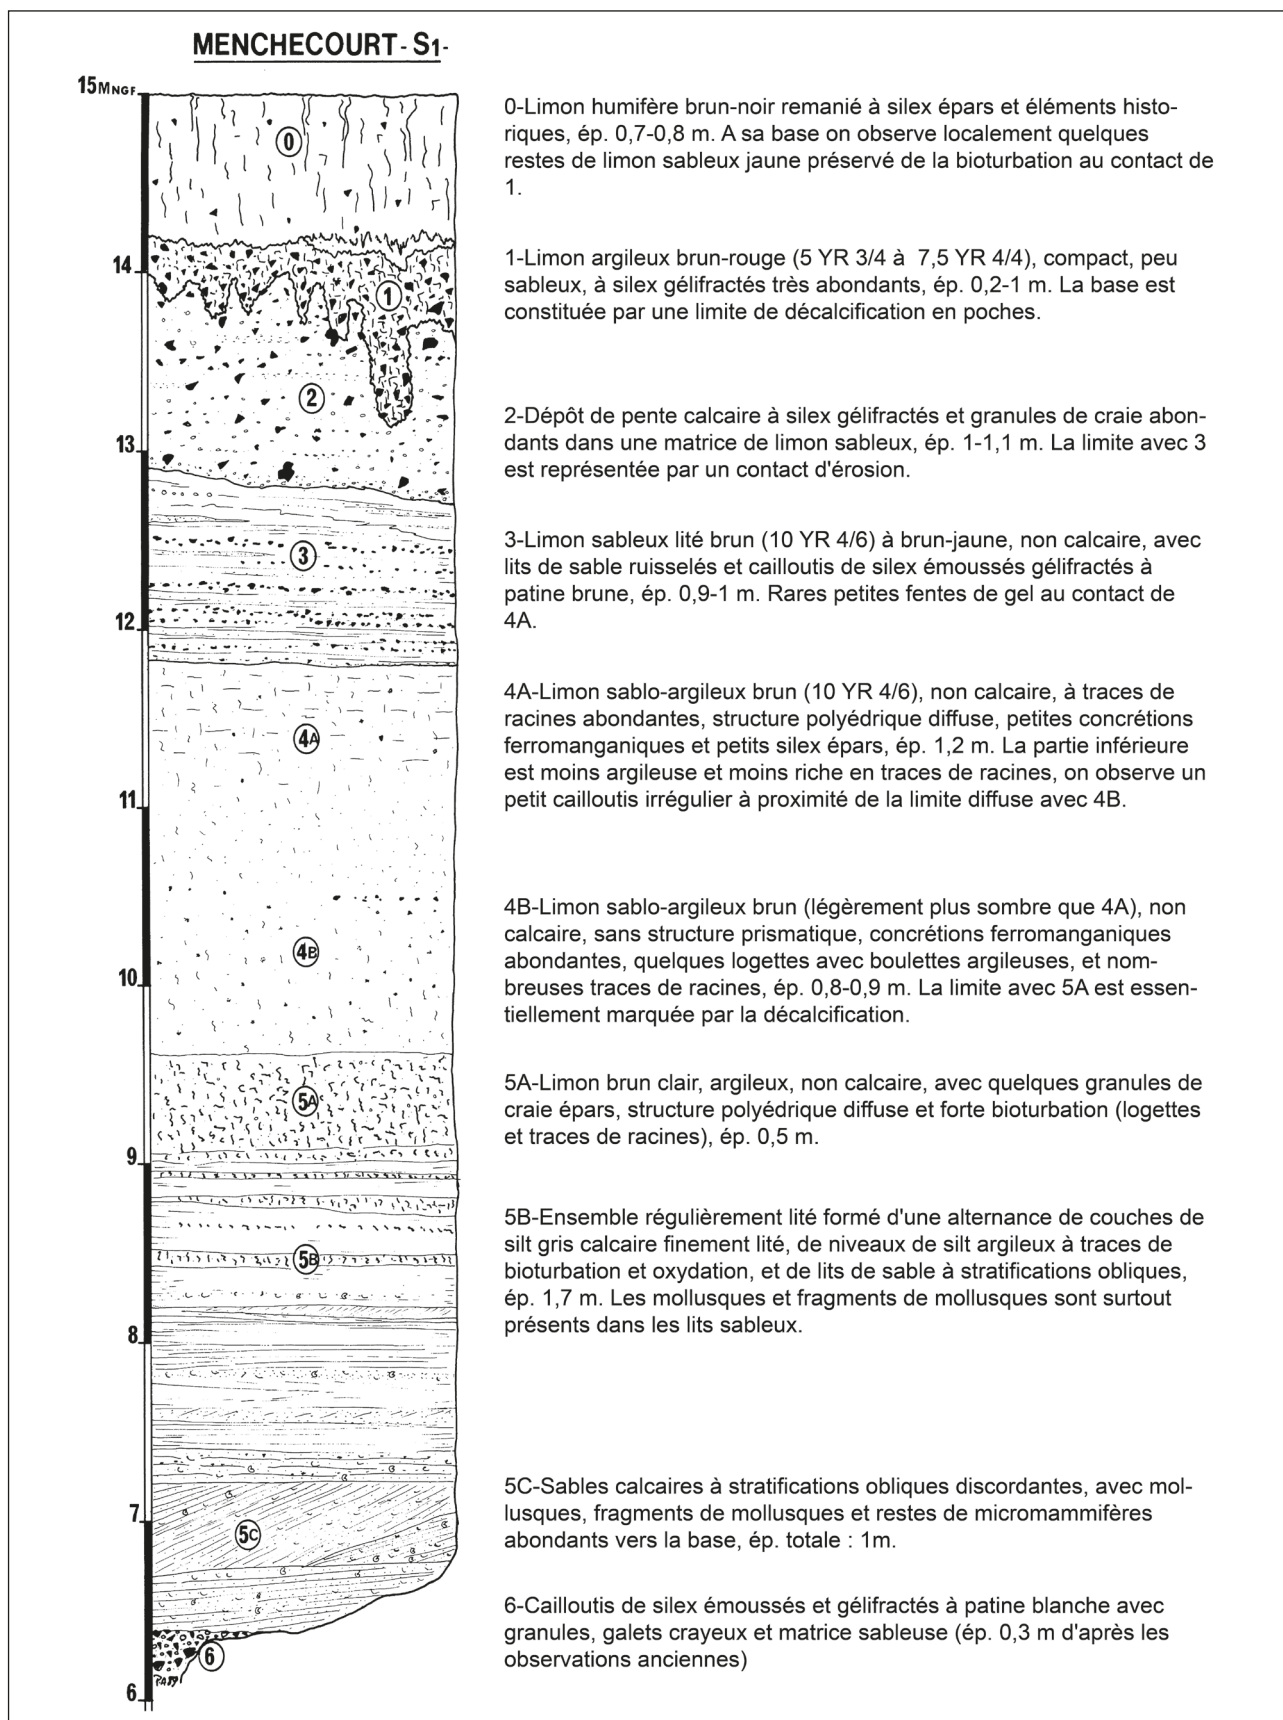 MENCHECOURT - S1-
15M NGF
14
13
12
11
10
9
8
7
6
0
1
2
3
4A
4B
5A
5B
5C
6
PA89
0-Limon humifère brun-noir remanié à silex épars et éléments histo-
riques, ép. 0,7-0,8 m. A sa base on observe localement quelques
restes de limon sableux jaune préservé de la bioturbation au contact de
1.
1-Limon argileux brun-rouge (5 YR 3/4 à 7,5 YR 4/4), compact, peu
sableux, à silex gélifractés très abondants, ép. 0,2-1 m. La base est
constituée par une limite de décalcification en poches.
2-Dépôt de pente calcaire à silex gélifractés et granules de craie abon-
dants dans une matrice de limon sableux, ép. 1-1,1 m. La limite avec 3
est représentée par un contact d'érosion.
3-Limon sableux lité brun (10 YR 4/6) à brun-jaune, non calcaire, avec
lits de sable ruisselés et cailloutis de silex émoussés gélifractés à
patine brune, ép. 0,9-1 m. Rares petites fentes de gel au contact de
4A.
4A-Limon sablo-argileux brun (10 YR 4/6), non calcaire, à traces de
racines abondantes, structure polyédrique diffuse, petites concrétions
ferromanganiques et petits silex épars, ép. 1,2 m. La partie inférieure
est moins argileuse et moins riche en traces de racines, on observe un
petit cailloutis irrégulier à proximité de la limite diffuse avec 4B.
4B-Limon sablo-argileux brun (légèrement plus sombre que 4A), non
calcaire, sans structure prismatique, concrétions ferromanganiques
abondantes, quelques logettes avec boulettes argileuses, et nom-
breuses traces de racines, ép. 0,8-0,9 m. La limite avec 5A est essen-
tiellement marquée par la décalcification.
5A-Limon brun clair, argileux, non calcaire, avec quelques granules de
craie épars, structure polyédrique diffuse et forte bioturbation (logettes
et traces de racines), ép. 0,5 m.
5B-Ensemble régulièrement lité formé d'une alternance de couches de
silt gris calcaire finement lité, de niveaux de silt argileux à traces de
bioturbation et oxydation, et de lits de sable à stratifications obliques,
ép. 1,7 m. Les mollusques et fragments de mollusques sont surtout
présents dans les lits sableux.
5C-Sables calcaires à stratifications obliques discordantes, avec mol-
lusques, fragments de mollusques et restes de micromammifères
abondants vers la base, ép. totale : 1m.
6-Cailloutis de silex émoussés et gélifractés à patine blanche avec
granules, galets crayeux et matrice sableuse (ép. 0,3 m d'après les
observations anciennes)